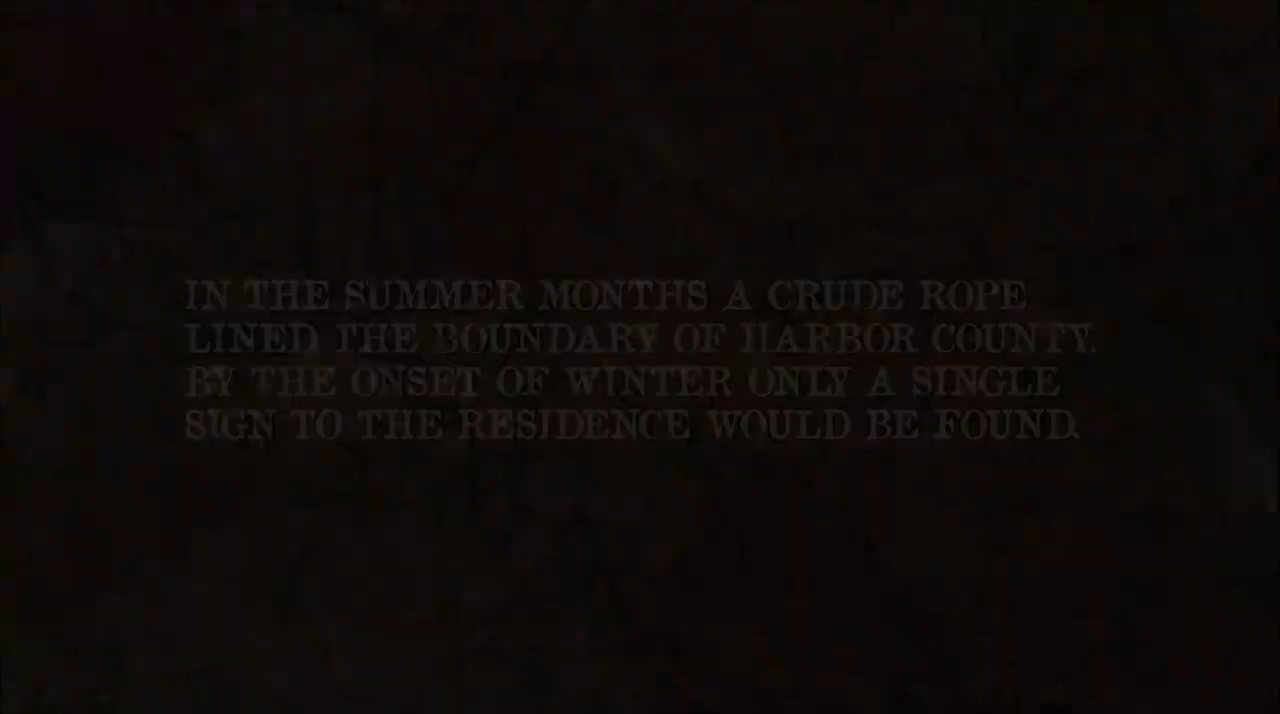 IN THE SUMMER MONTHS A CRUDE ROPE
LINED THE BOUNDARY OF HARBOR COUNTY.
BY THE ONSET OF WINTER ONLY A SINGLE
SIGN TO THE RESIDENCE WOULD BE FOUND.